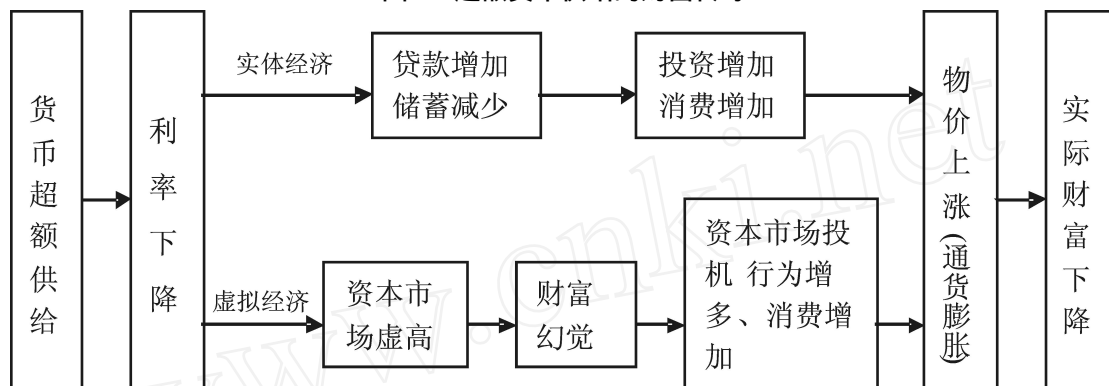 货币超额供给
利率下降
实体经济
贷款增加
储蓄减少
投资增加
消费增加
虚拟经济
资本市
场虚高
财富
幻觉
资本市场投
机 行为增
多、消费增
加
物价上涨(通货膨胀)
实际财富下降
www.cnki.net